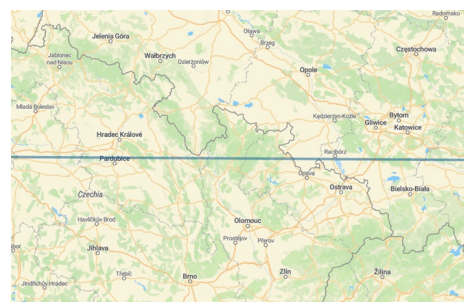 Radomsko
Jelenia Góra
Oława
Brzeg
Częstochowa
Jablonec
nad Nisou
Wałbrzych
Dzierżoniów
Opole
Mladá Boleslav
Kędzierzyn-Koźle
Bytom
Gliwice
Katowice
Hradec Králové
Racibórz
Pardubice
Opava
Ostrava
Bielsko-Biała
Czechia
Havlíčkův Brod
Olomouc
Jihlava
Prostějov
Přerov
Třebíč
Brno
Zlín
Žilina
Jindřichův Hradec